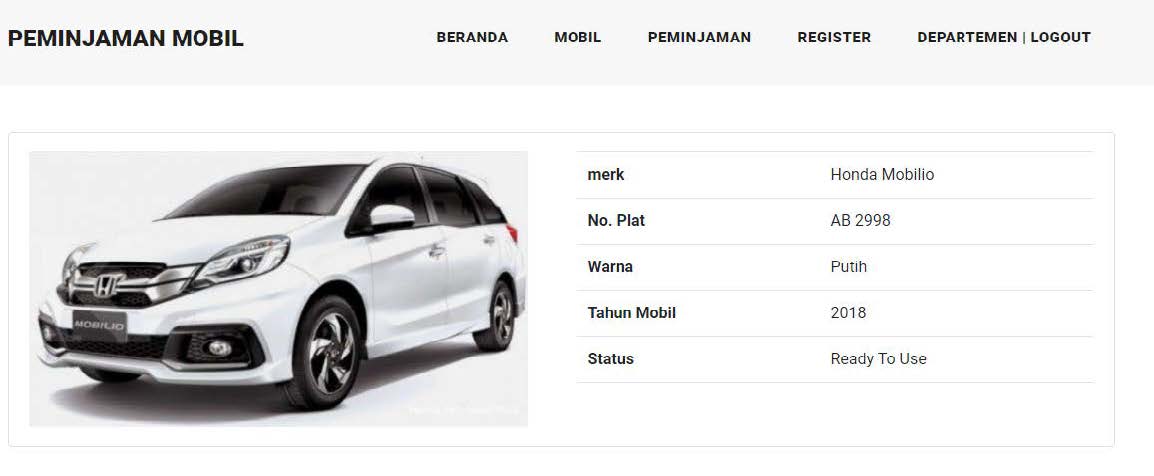 PEMINJAMAN MOBIL
BERANDA MOBIL PEMINJAMAN REGISTER DEPARTEMEN | LOGOUT
MOBILIO
merk Honda Mobilio
No. Plat AB 2998
Warna Putih
Tahun Mobil 2018
Status Ready To Use